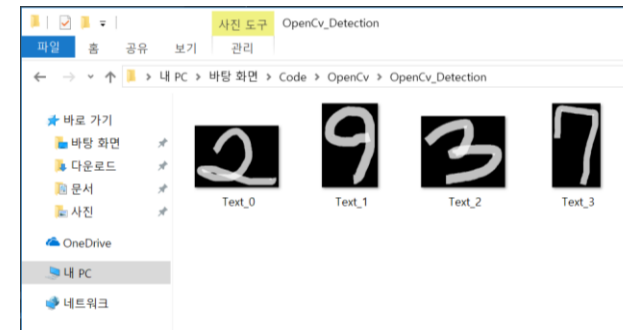 사진 도구 OpenCv_Detection
파일 홈 공유 보기 관리
내 PC > 바탕 화면 > Code > OpenCv > OpenCv_Detection
바로 가기
바탕 화면
다운로드
문서
사진
OneDrive
내 PC
네트워크
2 9 3 7
Text_0 Text_1 Text_2 Text_3